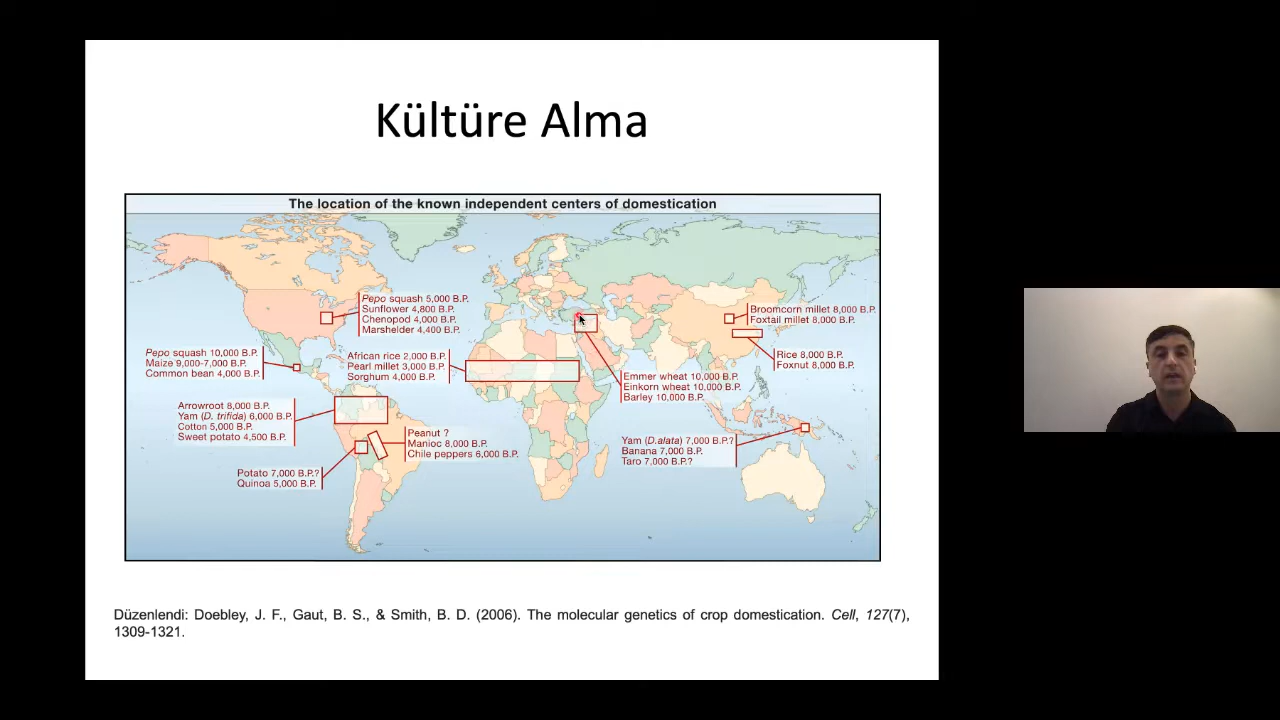 Kültüre Alma
The location of the known independent centers of domestication
Pepo squash 5,000 B.P.
Sunflower 4,800 B.P.
Chenopod 4,000 B.P.
Marshelder 4,400 B.P.
Broomcorn millet 8,000 B.P.
Foxtail millet 8,000 B.P.
Pepo squash 10,000 B.P.
Maize 9,000-7,000 B.P.
Common bean 4,000 B.P.
African rice 2,000 B.P.
Pearl millet 3,000 B.P.
Sorghum 4,000 B.P.
Rice 8,000 B.P.
Foxnut 8,000 B.P.
Emmer wheat 10,000 B.P.
Einkorn wheat 10,000 B.P.
Barley 10,000 B.P.
Arrowroot 8,000 B.P.
Yam (D. trifida) 6,000 B.P.
Cotton 5,000 B.P.
Sweet potato 4,500 B.P.
Peanut ?
Manioc 8,000 B.P.
Chile peppers 6,000 B.P.
Yam (D.alata) 7,000 B.P.?
Banana 7,000 B.P.
Taro 7,000 B.P.?
Potato 7,000 B.P.?
Quinoa 5,000 B.P.
Düzenlendi: Doebley, J. F., Gaut, B. S., & Smith, B. D. (2006). The molecular genetics of crop domestication. Cell, 127(7),
1309-1321.